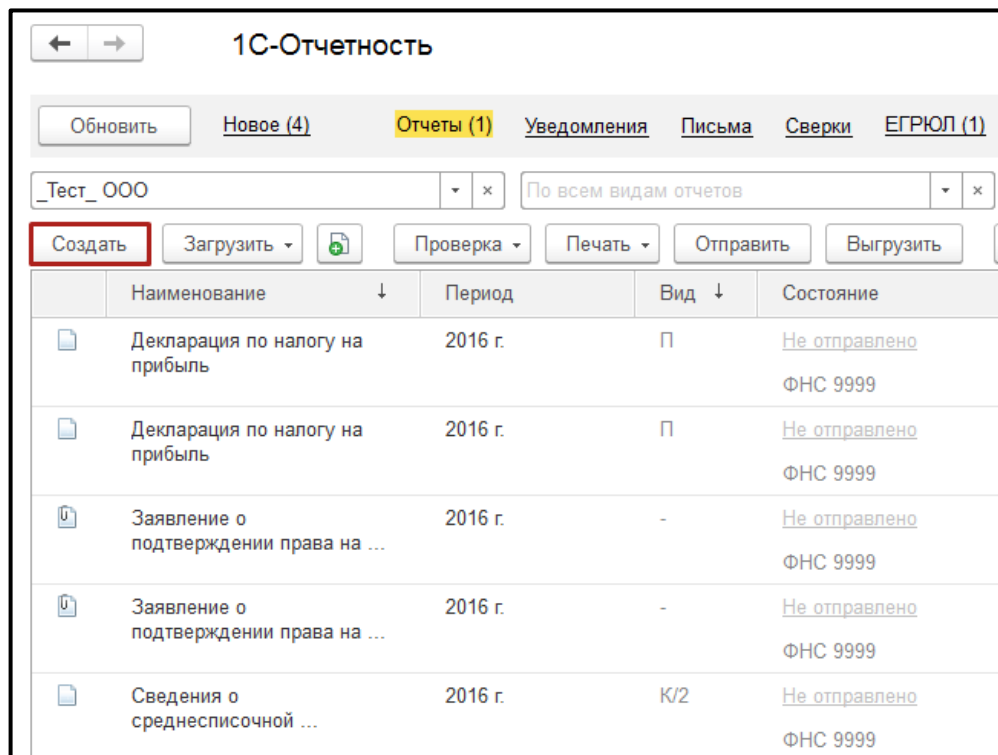 1С-Отчетность
Обновить Новое (4) Отчеты (1) Уведомления Письма Сверки ЕГРЮЛ (1)
_Тест_ ООО По всем видам отчетов
Создать Загрузить Проверка Печать Отправить Выгрузить
Наименование Период Вид Состояние
Декларация по налогу на 2016 г. П Не отправлено
прибыль
ФНС 9999
Декларация по налогу на 2016 г. П Не отправлено
прибыль
ФНС 9999
Заявление о 2016 г. - Не отправлено
подтверждении права на ...
ФНС 9999
Заявление о 2016 г. - Не отправлено
подтверждении права на ...
ФНС 9999
Сведения о 2016 г. К/2 Не отправлено
среднесписочной ...
ФНС 9999